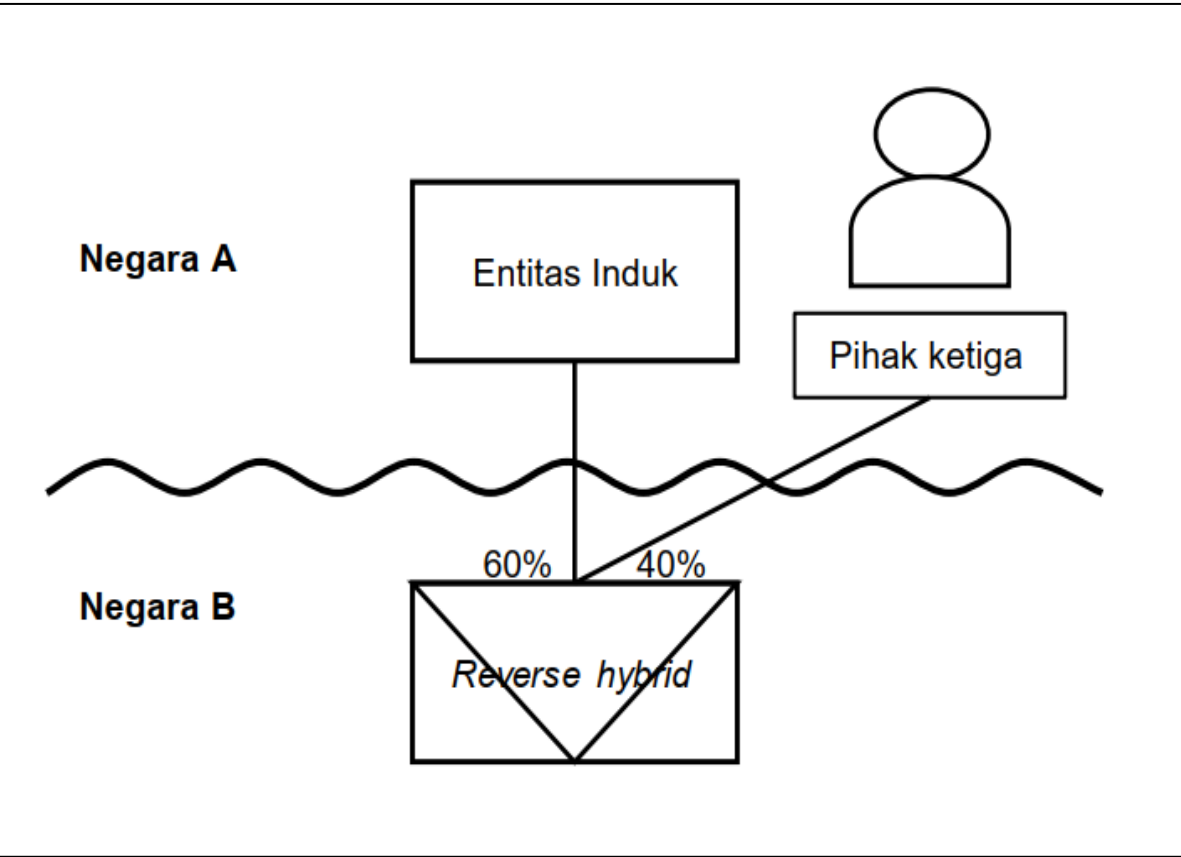 Negara A
Entitas Induk
Pihak ketiga
60%
40%
Negara B
Reverse hybrid